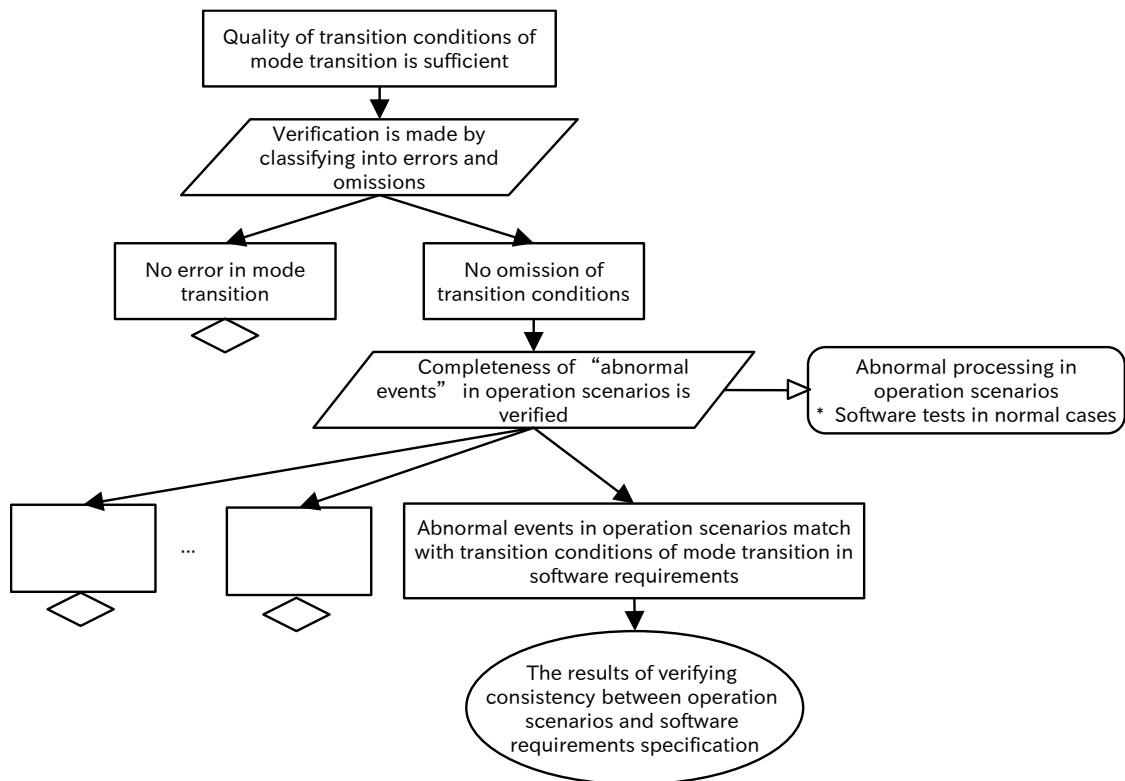 Quality of transition conditions of
mode transition is sufficient
Verification is made by
classifying into errors and
omissions
No error in mode
transition
No omission of
transition conditions
Completeness of “abnormal
events” in operation scenarios is
verified
Abnormal processing in
operation scenarios
* Software tests in normal cases
...
Abnormal events in operation scenarios match
with transition conditions of mode transition in
software requirements
The results of verifying
consistency between operation
scenarios and software
requirements specification